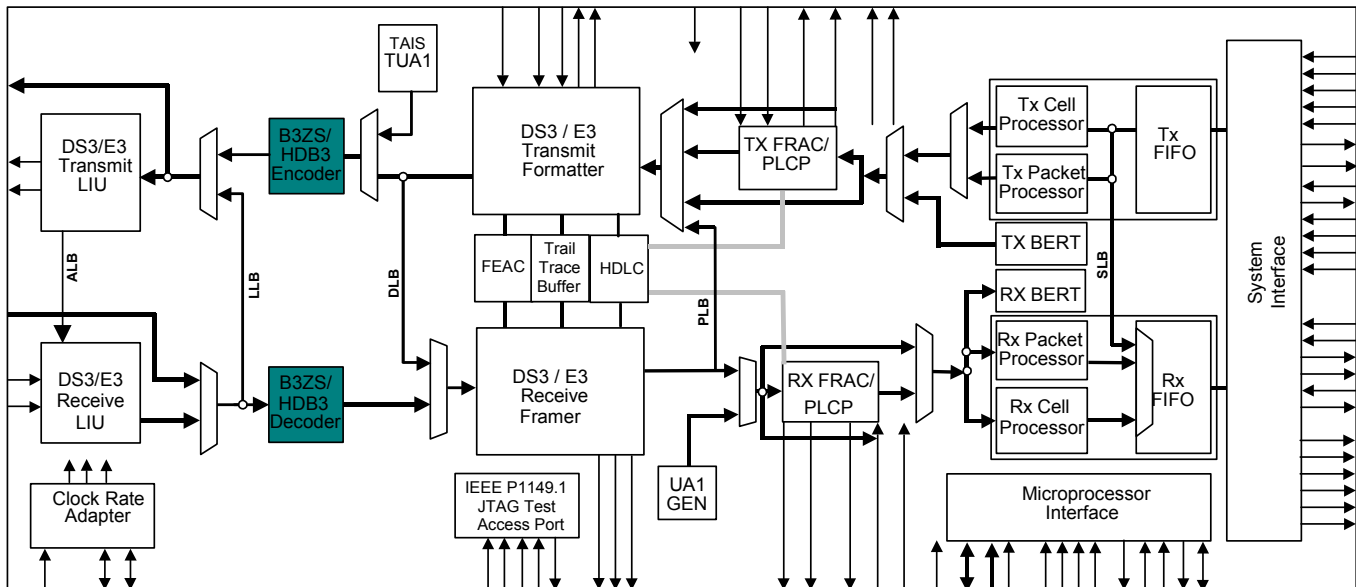 TAIS
TUA1
DS3/E3
Transmit
LIU
B3ZS/
HDB3
Encoder
DS3 / E3
Transmit
Formatter
TX FRAC/
PLCP
Tx Cell
Processor
Tx Packet
Processor
Tx
FIFO
TX BERT
RX BERT
System
Interface
ALB
LLB
DLB
FEAC
Trail
Trace
Buffer
HDLC
PLB
SLB
DS3/E3
Receive
LIU
B3ZS/
HDB3
Decoder
DS3 / E3
Receive
Framer
RX FRAC/
PLCP
Rx Packet
Processor
Rx Cell
Processor
Rx
FIFO
Clock Rate
Adapter
IEEE P1149.1
JTAG Test
Access Port
UA1
GEN
Microprocessor
Interface